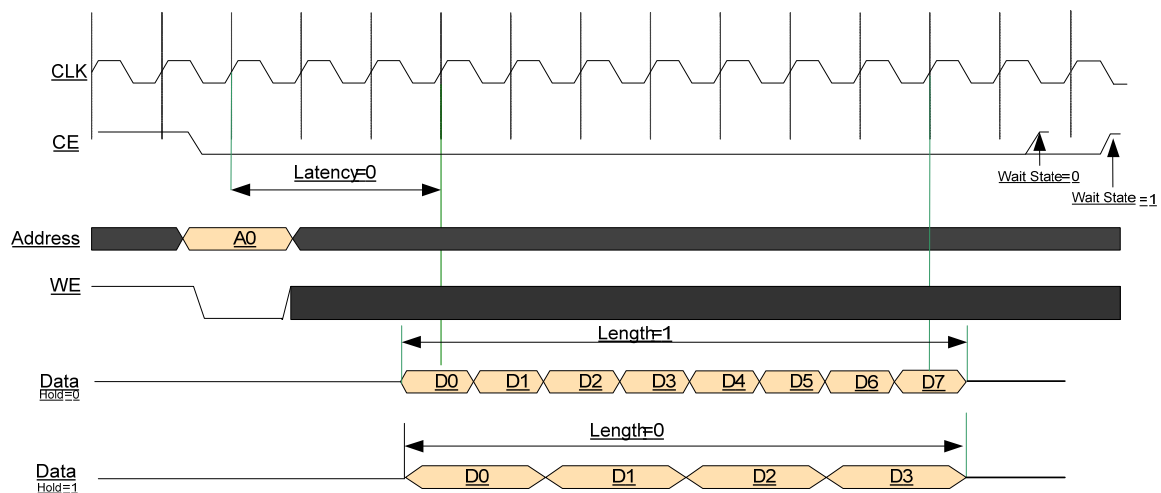 CLK
CE
Latency=0
Wait State=0
Wait State=1
Address
A0
WE
Length=1
Data
Hold=0
D0 D1 D2 D3 D4 D5 D6 D7
Length=0
Data
Hold=1
D0 D1 D2 D3